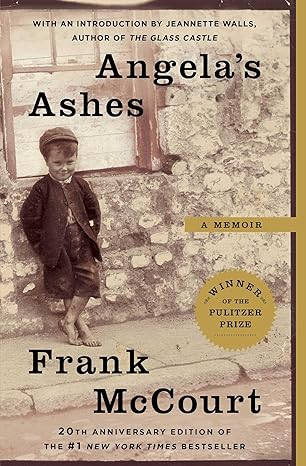 WITH AN INTRODUCTION BY JEANNETTE WALLS,
AUTHOR OF THE GLASS CASTLE
Angela's
Ashes
A MEMOIR
WINNER
OF THE
PULITZER
PRIZE
Frank
McCourt
20TH ANNIVERSARY EDITION OF
THE #1 NEW YORK TIMES BESTSELLER